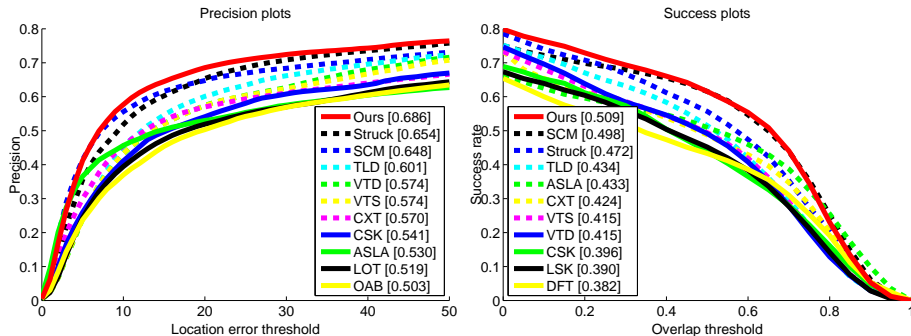 Precision plots
0.8
0.7
0.6
0.5
0.4
0.3
0.2
0.1
0
Precision
0 10 20 30 40 50
Location error threshold
Ours [0.686]
Struck [0.654]
SCM [0.648]
TLD [0.601]
VTD [0.574]
VTS [0.574]
CXT [0.570]
CSK [0.541]
ASLA [0.530]
LOT [0.519]
OAB [0.503]
Success plots
0.8
0.7
0.6
0.5
0.4
0.3
0.2
0.1
0
Success rate
0 0.2 0.4 0.6 0.8 1
Overlap threshold
Ours [0.509]
SCM [0.498]
Struck [0.472]
TLD [0.434]
ASLA [0.433]
CXT [0.424]
VTS [0.415]
VTD [0.415]
CSK [0.396]
LSK [0.390]
DFT [0.382]